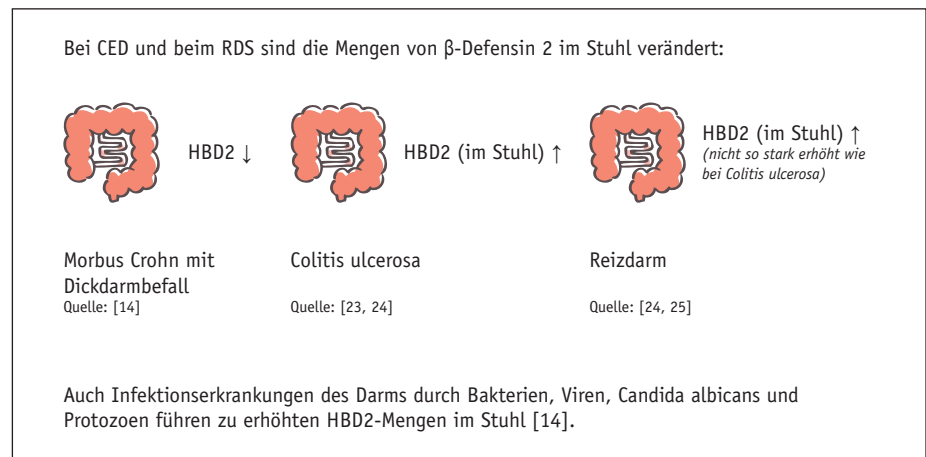 Bei CED und beim RDS sind die Mengen von β-Defensin 2 im Stuhl verändert:
HBD2 ↓
HBD2 (im Stuhl) ↑
HBD2 (im Stuhl) ↑
(nicht so stark erhöht wie
bei Colitis ulcerosa)
Morbus Crohn mit
Dickdarmbefall
Quelle: [14]
Colitis ulcerosa
Quelle: [23, 24]
Reizdarm
Quelle: [24, 25]
Auch Infektionserkrankungen des Darms durch Bakterien, Viren, Candida albicans und
Protozoen führen zu erhöhten HBD2-Mengen im Stuhl [14].